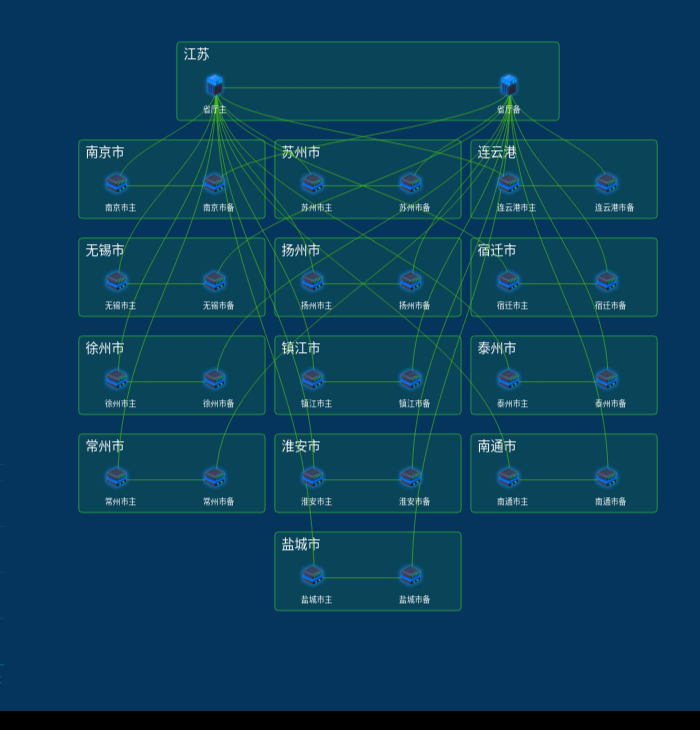 江苏
省厅主 省厅备
南京市 苏州市 连云港
南京市主 南京市备 苏州市主 苏州市备 连云港市主 连云港市备
无锡市 扬州市 宿迁市
无锡市主 无锡市备 扬州市主 扬州市备 宿迁市主 宿迁市备
徐州市 镇江市 泰州市
徐州市主 徐州市备 镇江市主 镇江市备 泰州市主 泰州市备
常州市 淮安市 南通市
常州市主 常州市备 淮安市主 淮安市备 南通市主 南通市备
盐城市
盐城市主 盐城市备